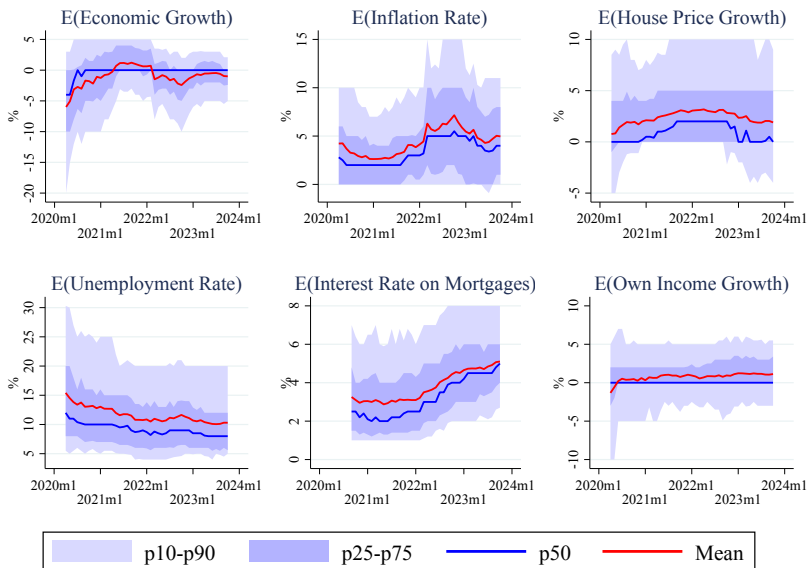 E(Economic Growth)
E(Inflation Rate)
E(House Price Growth)
%
5
0
-5
-10
-15
-20
2020m1
2021m1
2022m1
2023m1
2024m1
%
15
10
5
0
2020m1
2021m1
2022m1
2023m1
2024m1
%
10
5
0
-5
2020m1
2021m1
2022m1
2023m1
2024m1
E(Unemployment Rate)
E(Interest Rate on Mortgages)
E(Own Income Growth)
%
30
25
20
15
10
5
2020m1
2021m1
2022m1
2023m1
2024m1
%
8
6
4
2
0
2020m1
2021m1
2022m1
2023m1
2024m1
%
10
5
0
-5
-10
2020m1
2021m1
2022m1
2023m1
2024m1
p10-p90
p25-p75
p50
Mean